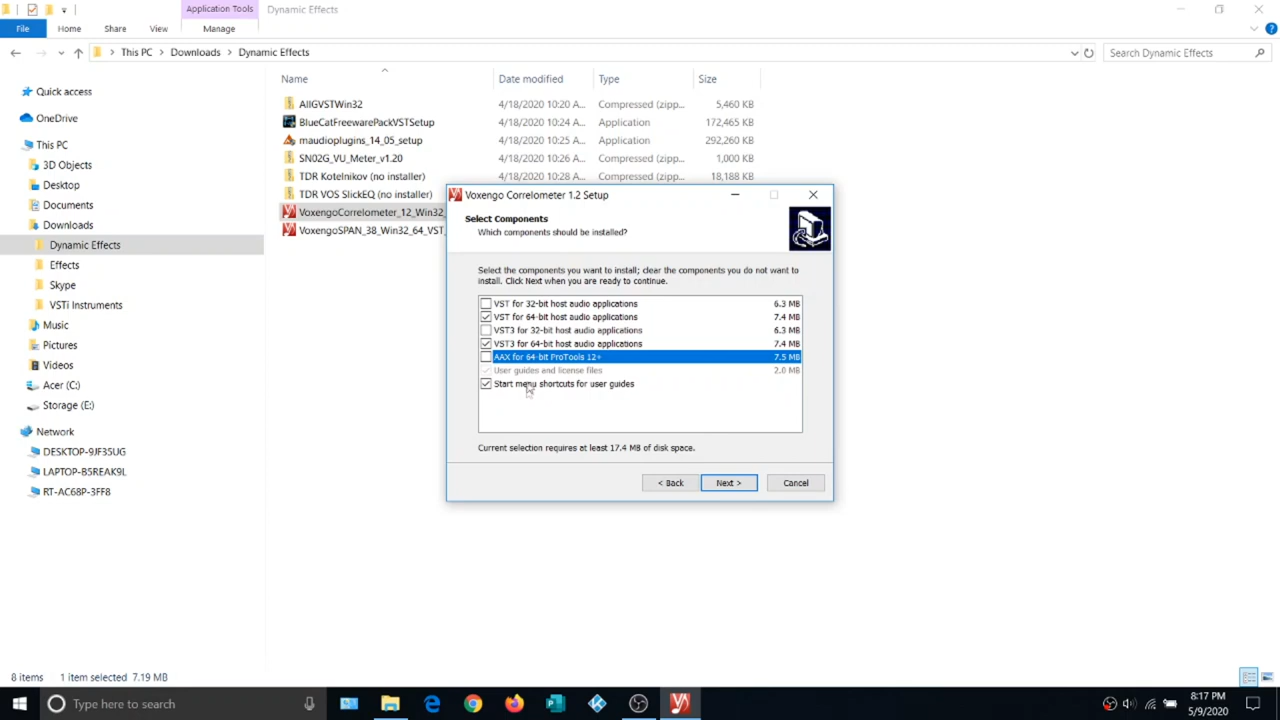 Application Tools
Dynamic Effects
File
Home
Share
View
Manage
This PC > Downloads > Dynamic Effects
Search Dynamic Effects
Name
Date modified
Type
Size
AllGVSTWin32
4/18/2020 10:20 A...
Compressed (zipp...
5,460 KB
BlueCatFreewarePackVSTSetup
4/18/2020 10:24 A...
Application
172,465 KB
maudioplugins_14_05_setup
4/18/2020 10:25 A...
Application
292,260 KB
SN02G_VU_Meter_v1.20
4/18/2020 10:26 A...
Compressed (zipp...
1,000 KB
TDR Kotelnikov (no installer)
4/18/2020 10:28 A...
Compressed (zipp...
18,188 KB
TDR VOS SlickEQ (no installer)
VoxengoCorrelometer_12_Win32_
VoxengoSPAN_38_Win32_64_VST_
Quick access
OneDrive
This PC
3D Objects
Desktop
Documents
Downloads
Dynamic Effects
Effects
Skype
VSTi Instruments
Music
Pictures
Videos
Acer (C:)
Storage (E:)
Network
DESKTOP-9JF35UG
LAPTOP-B5REAK9L
RT-AC68P-3FF8
Voxengo Correlometer 1.2 Setup
Select Components
Which components should be installed?
Select the components you want to install; clear the components you do not want to
install. Click Next when you are ready to continue.
VST for 32-bit host audio applications 6.3 MB
VST for 64-bit host audio applications 7.4 MB
VST3 for 32-bit host audio applications 6.3 MB
VST3 for 64-bit host audio applications 7.4 MB
AAX for 64-bit ProTools 12+ 7.5 MB
User guides and license files 2.0 MB
Start menu shortcuts for user guides
Current selection requires at least 17.4 MB of disk space.
< Back
Next >
Cancel
8 items
1 item selected 7.19 MB
Type here to search
8:17 PM
5/9/2020